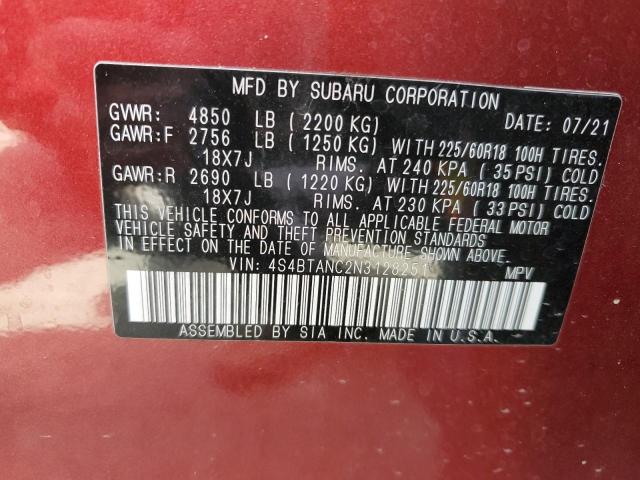 MFD BY SUBARU CORPORATION
GVWR: 4850 LB ( 2200 KG) DATE: 07/21
GAWR:F 2756 LB ( 1250 KG) WITH 225/60R18 100H TIRES.
18X7J RIMS. AT 240 KPA ( 35 PSI) COLD
GAWR:R 2690 LB ( 1220 KG) WITH 225/60R18 100H TIRES.
18X7J RIMS. AT 230 KPA ( 33 PSI) COLD
THIS VEHICLE CONFORMS TO ALL APPLICABLE FEDERAL MOTOR
VEHICLE SAFETY, BUMPER, AND THEFT PREVENTION STANDARDS
IN EFFECT ON THE DATE OF MANUFACTURE SHOWN ABOVE.
VIN: 4S4BTANC2N3128251 MPV
ASSEMBLED BY SIA INC. MADE IN U.S.A.